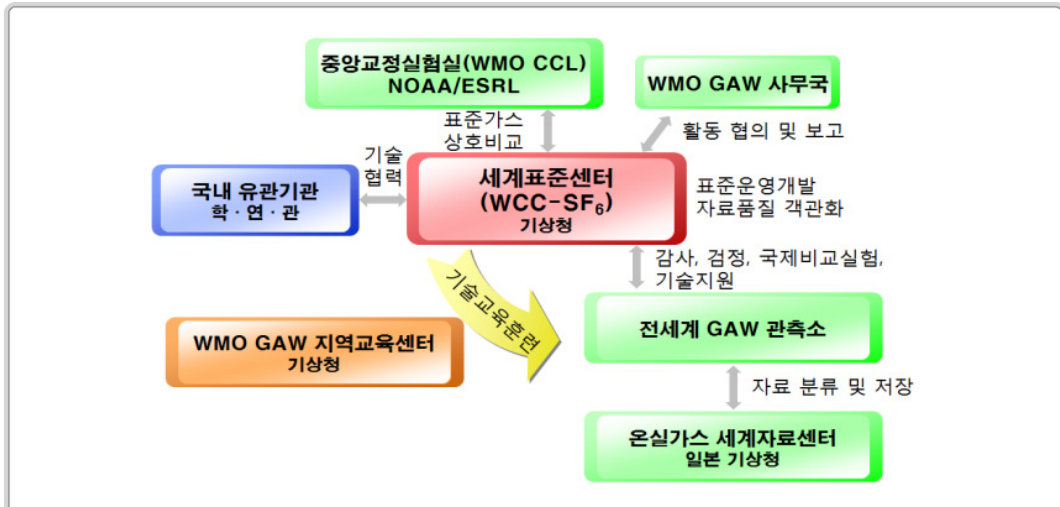 중앙교정실험실(WMO CCL)
NOAA/ESRL
WMO GAW 사무국
표준가스
상호비교
활동 협의 및 보고
기술
협력
국내 유관기관
학 · 연 · 관
세계표준센터
(WCC-SF₆)
기상청
표준운영개발
자료품질 객관화
감사, 검정, 국제비교실험,
기술지원
기술교육훈련
WMO GAW 지역교육센터
기상청
전세계 GAW 관측소
자료 분류 및 저장
온실가스 세계자료센터
일본 기상청